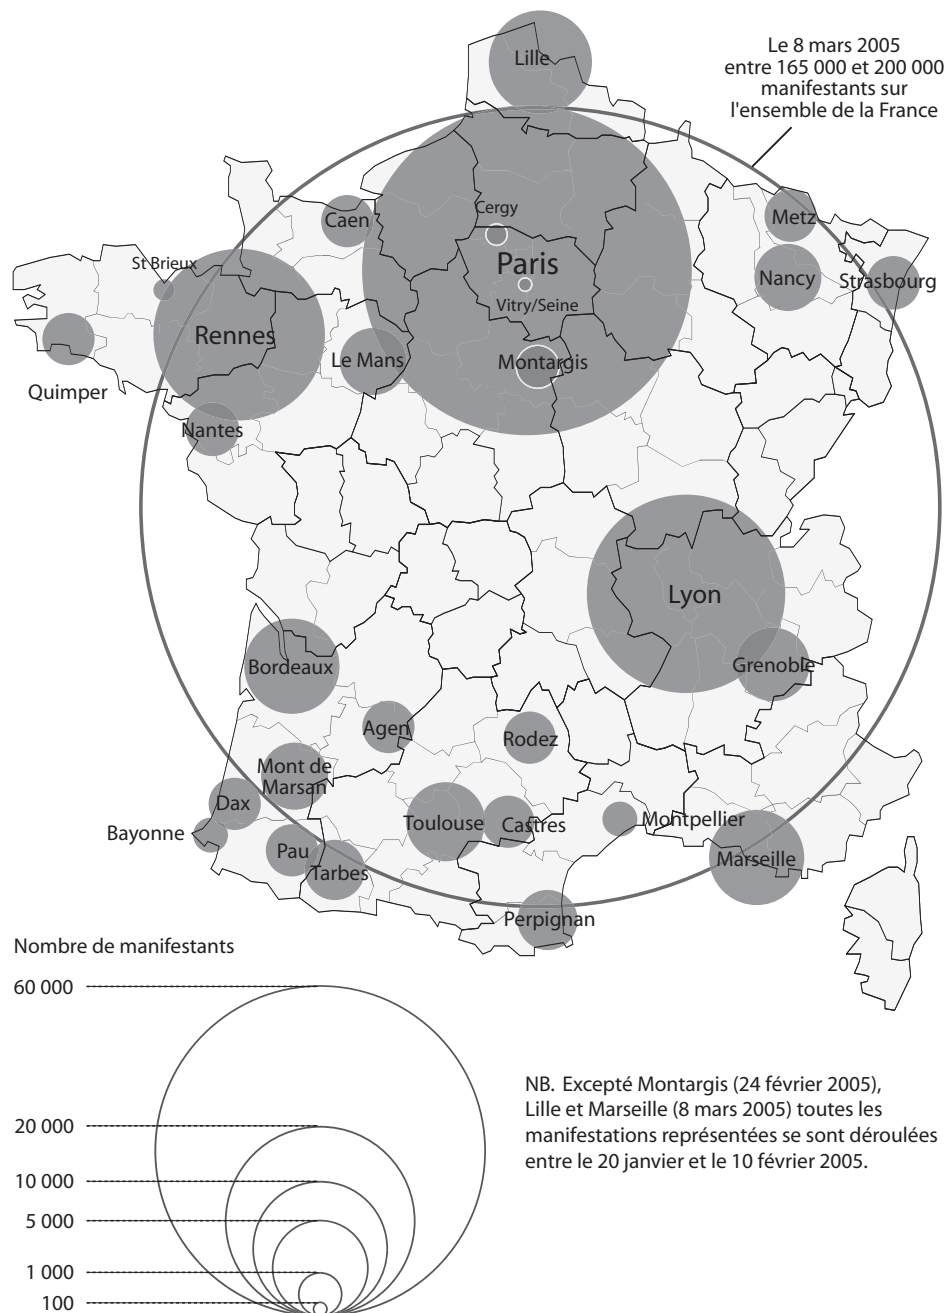 Lille
Le 8 mars 2005
entre 165 000 et 200 000
manifestants sur
l'ensemble de la France
Cergy
Caen
Metz
St Brieux
Paris
Nancy
Strasbourg
Vitry/Seine
Rennes
Le Mans
Montargis
Quimper
Nantes
Lyon
Bordeaux
Grenoble
Agen
Rodez
Mont de
Marsan
Dax
Bayonne
Toulouse
Castres
Montpellier
Pau
Tarbes
Marseille
Perpignan
Nombre de manifestants
60 000
20 000
10 000
5 000
1 000
100
NB. Excepté Montargis (24 février 2005),
Lille et Marseille (8 mars 2005) toutes les
manifestations représentées se sont déroulées
entre le 20 janvier et le 10 février 2005.